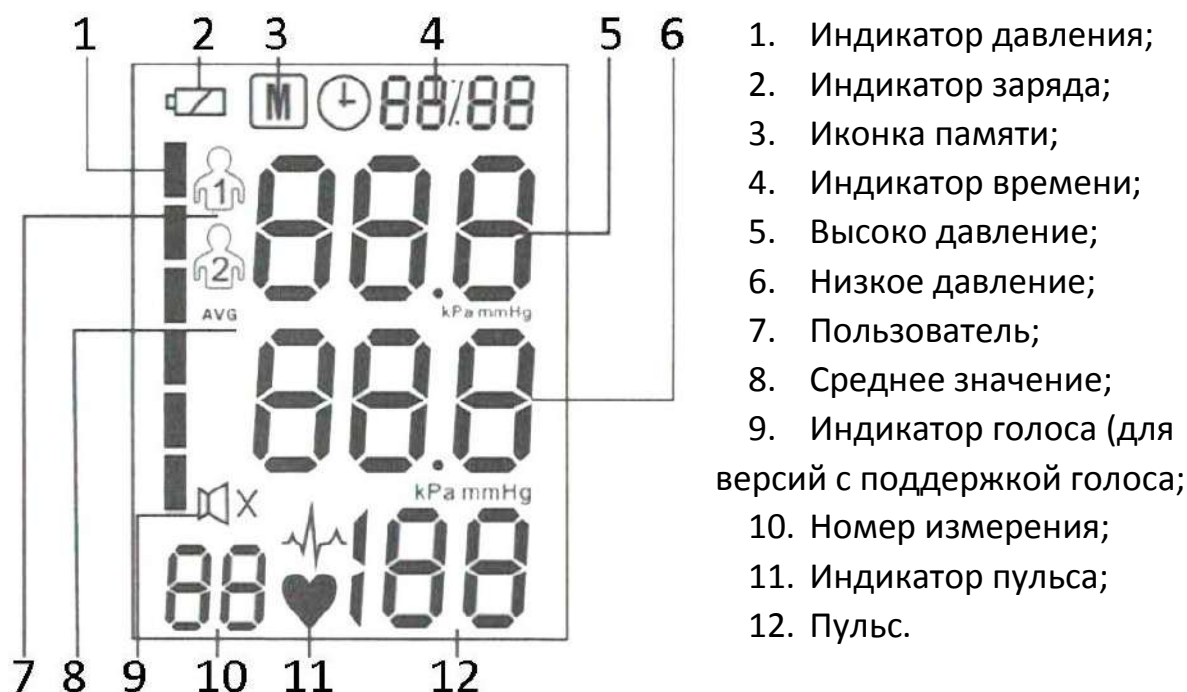 1 2 3 4 5 6
M 88/88
1
2
AVG
888
kPa mmHg
88.8
kPa mmHg
X
88 188
7 8 9 10 11 12
1. Индикатор давления;
2. Индикатор заряда;
3. Иконка памяти;
4. Индикатор времени;
5. Высоко давление;
6. Низкое давление;
7. Пользователь;
8. Среднее значение;
9. Индикатор голоса (для
версий с поддержкой голоса;
10. Номер измерения;
11. Индикатор пульса;
12. Пульс.